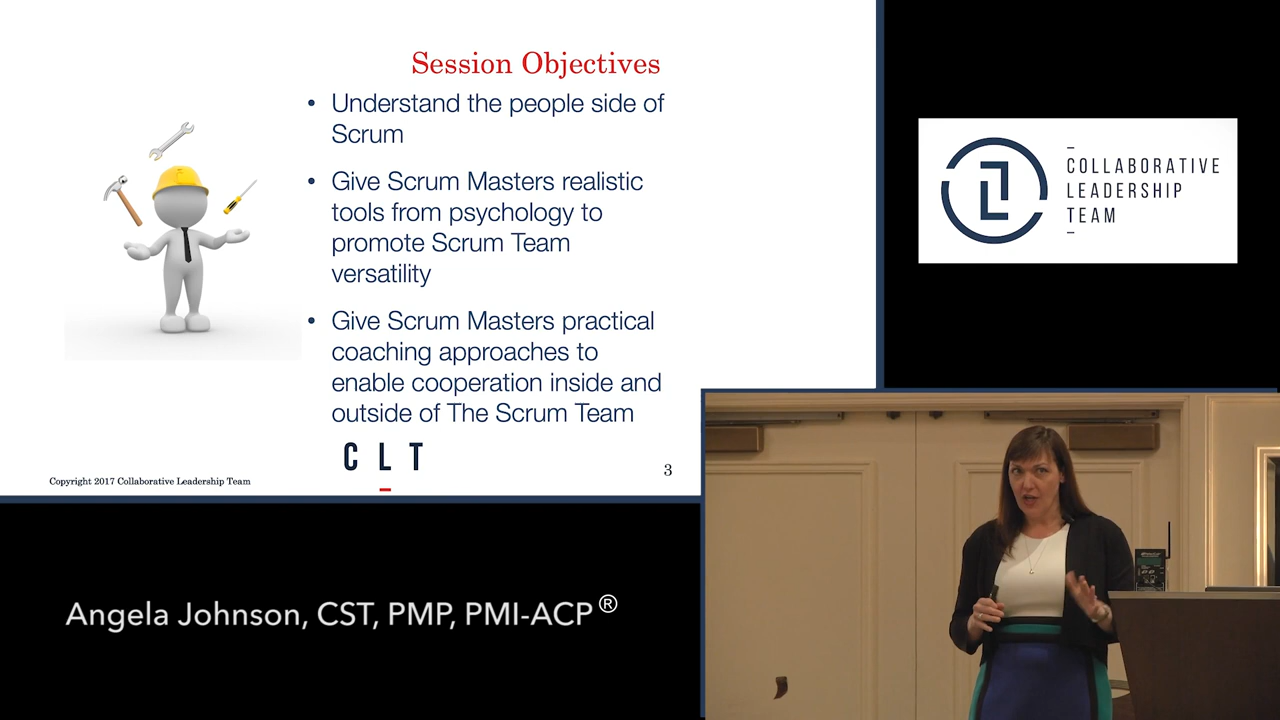 Session Objectives
• Understand the people side of
Scrum
• Give Scrum Masters realistic
tools from psychology to
promote Scrum Team
versatility
• Give Scrum Masters practical
coaching approaches to
enable cooperation inside and
outside of The Scrum Team
C L T
Copyright 2017 Collaborative Leadership Team
3
COLLABORATIVE
LEADERSHIP
TEAM
Angela Johnson, CST, PMP, PMI-ACP®